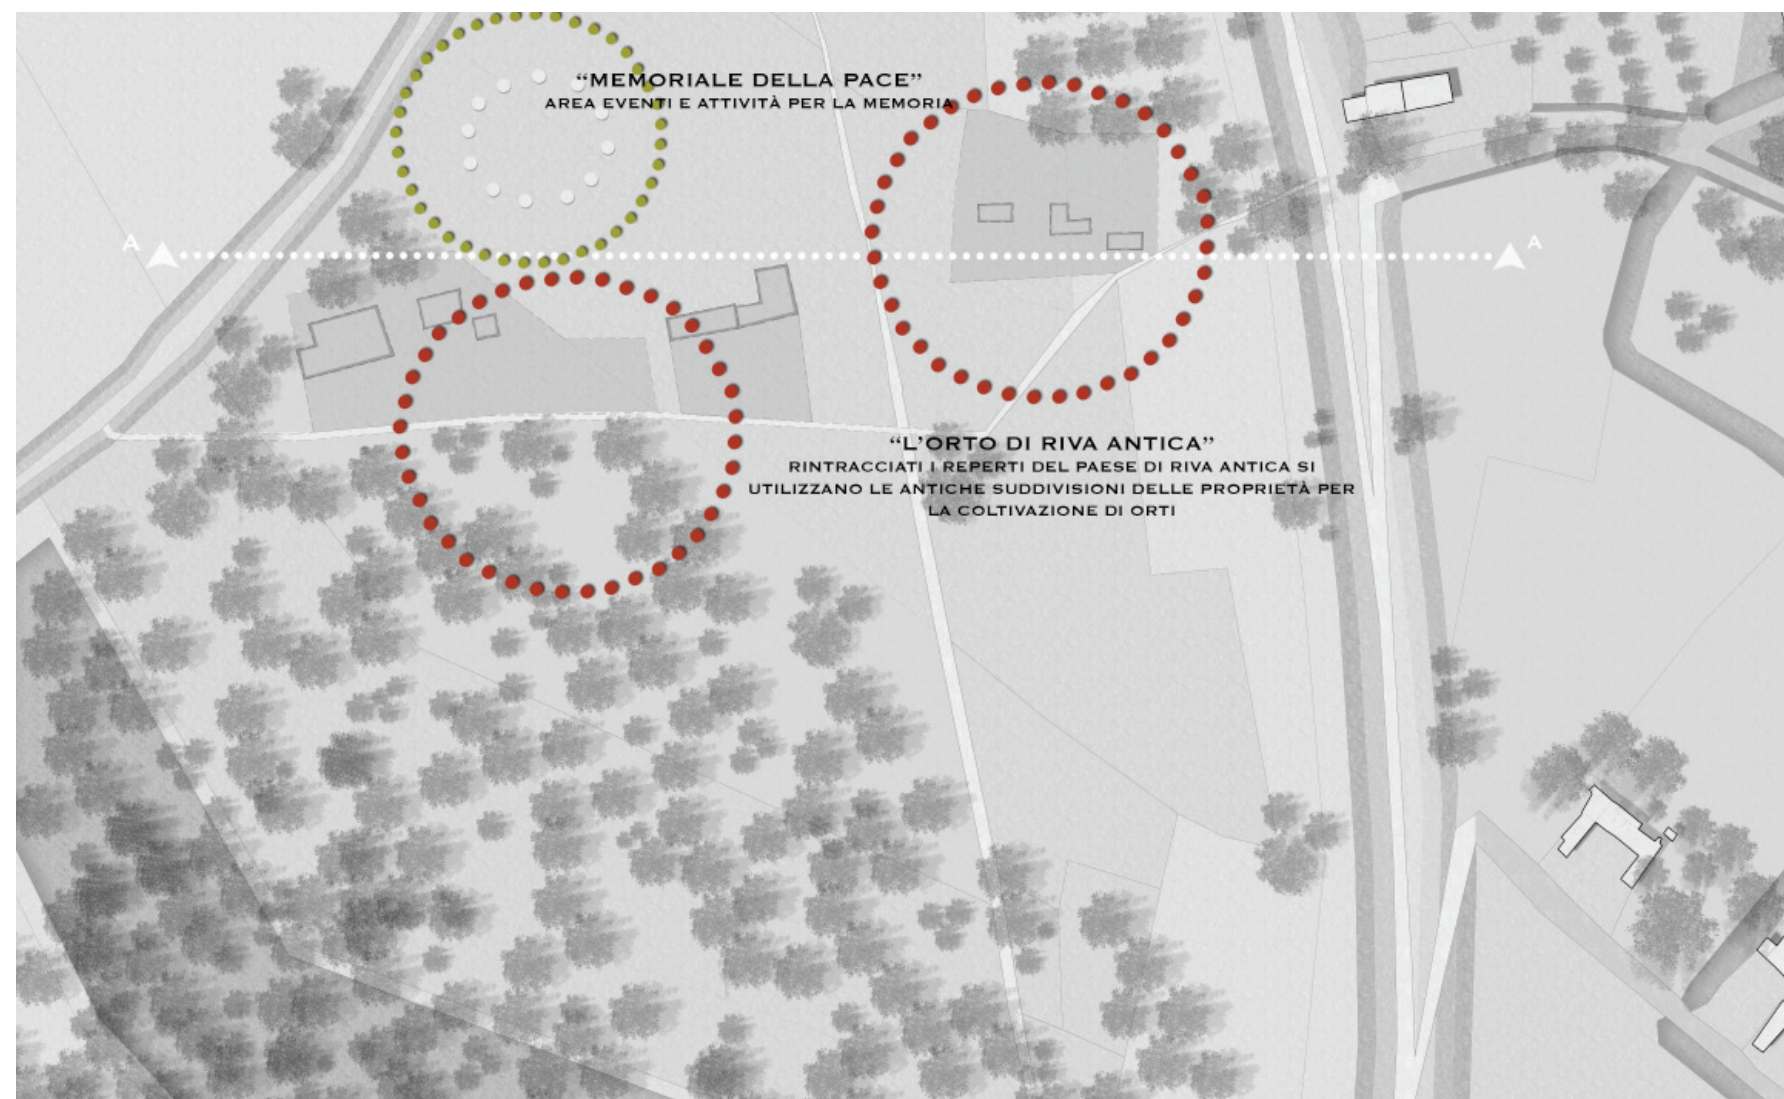 “MEMORIALE DELLA PACE”
AREA EVENTI E ATTIVITÀ PER LA MEMORIA
A
A
“L’ORTO DI RIVA ANTICA”
RINTRACCIATI I REPERTI DEL PAESE DI RIVA ANTICA SI
UTILIZZANO LE ANTICHE SUDDIVISIONI DELLE PROPRIETÀ PER
LA COLTIVAZIONE DI ORTI